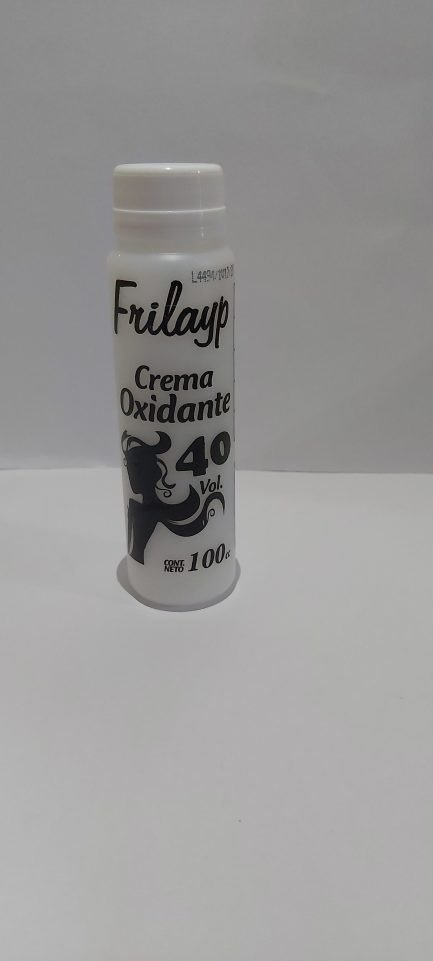 Frilayp
Crema
Oxidante
40
Vol.
CONT.
NETO 100cc